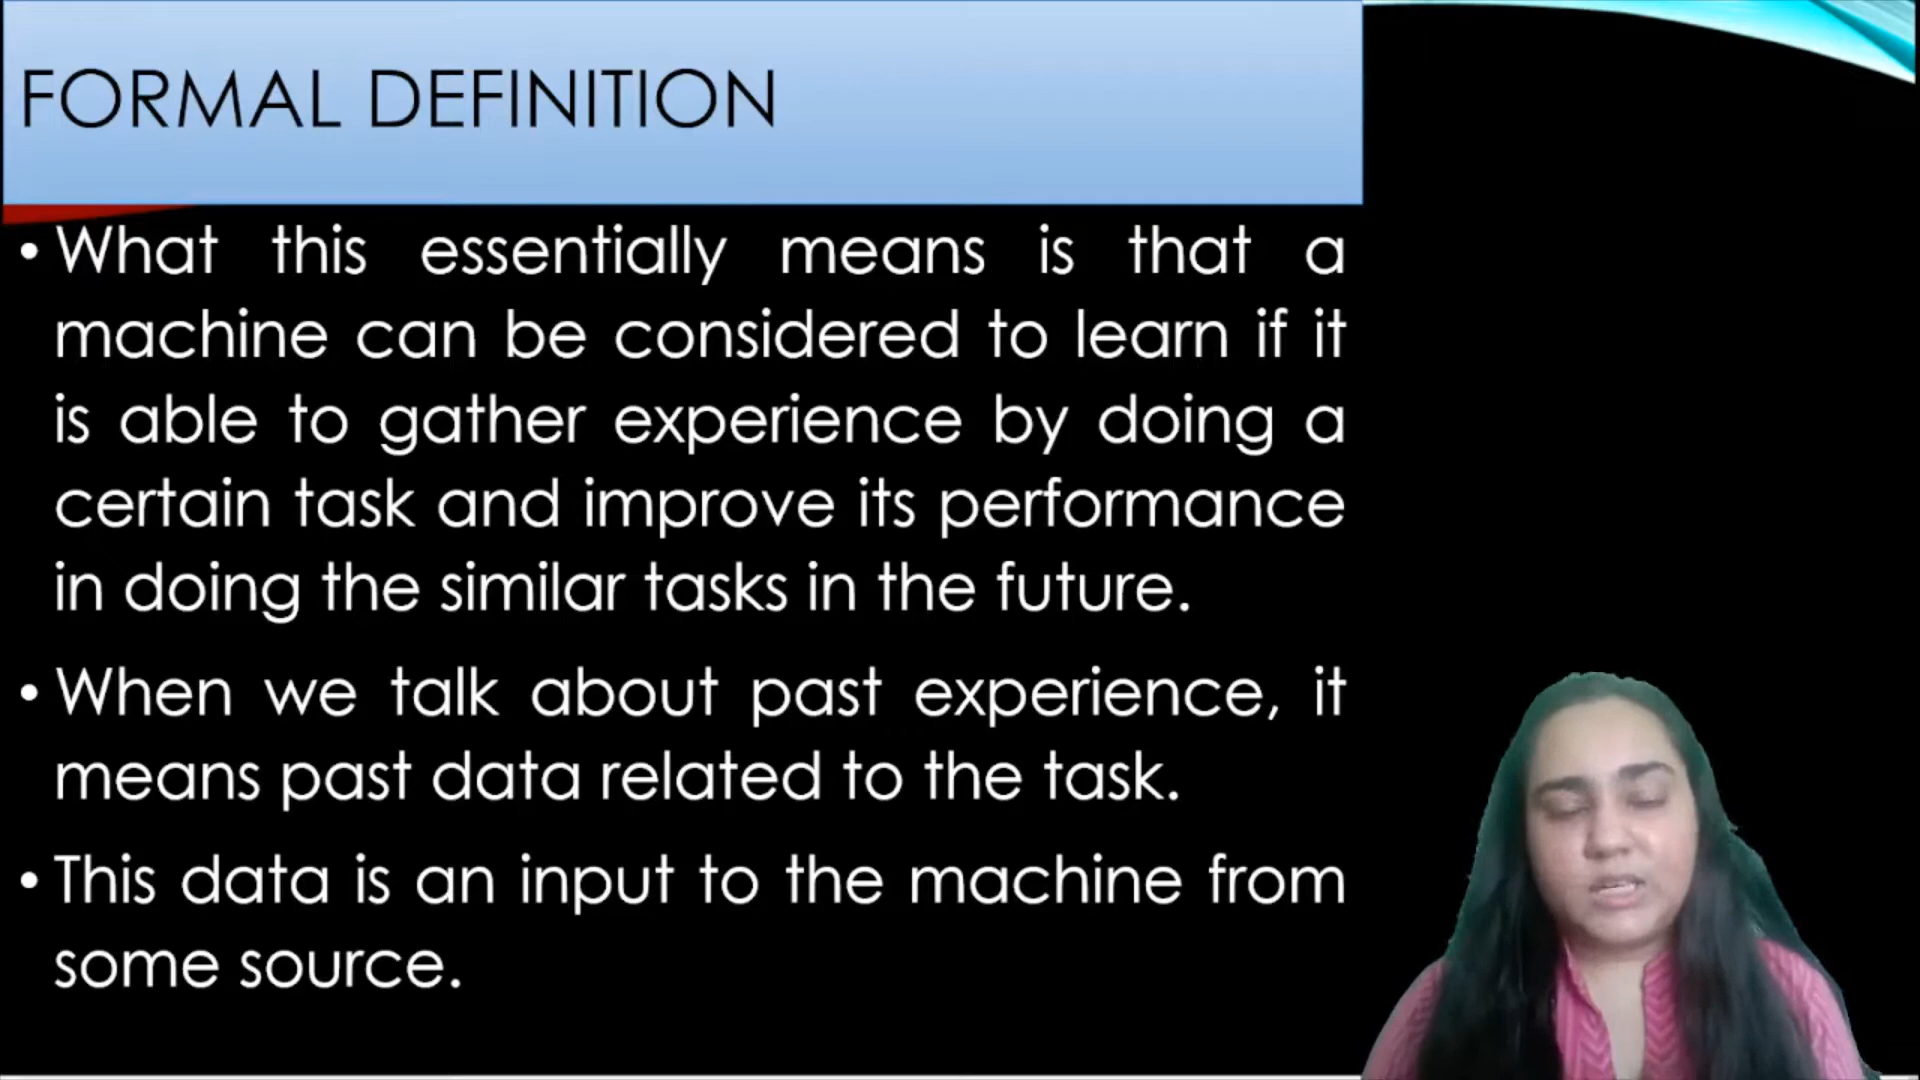 FORMAL DEFINITION
• What this essentially means is that a
machine can be considered to learn if it
is able to gather experience by doing a
certain task and improve its performance
in doing the similar tasks in the future.
• When we talk about past experience, it
means past data related to the task.
• This data is an input to the machine from
some source.